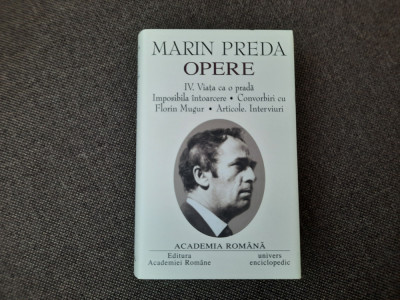 MARIN PREDA
OPERE
IV. Viața ca o pradă
Imposibila întoarcere • Convorbiri cu
Florin Mugur • Articole. Interviuri
ACADEMIA ROMÂNĂ
Editura
Academiei Române
univers
enciclopedic